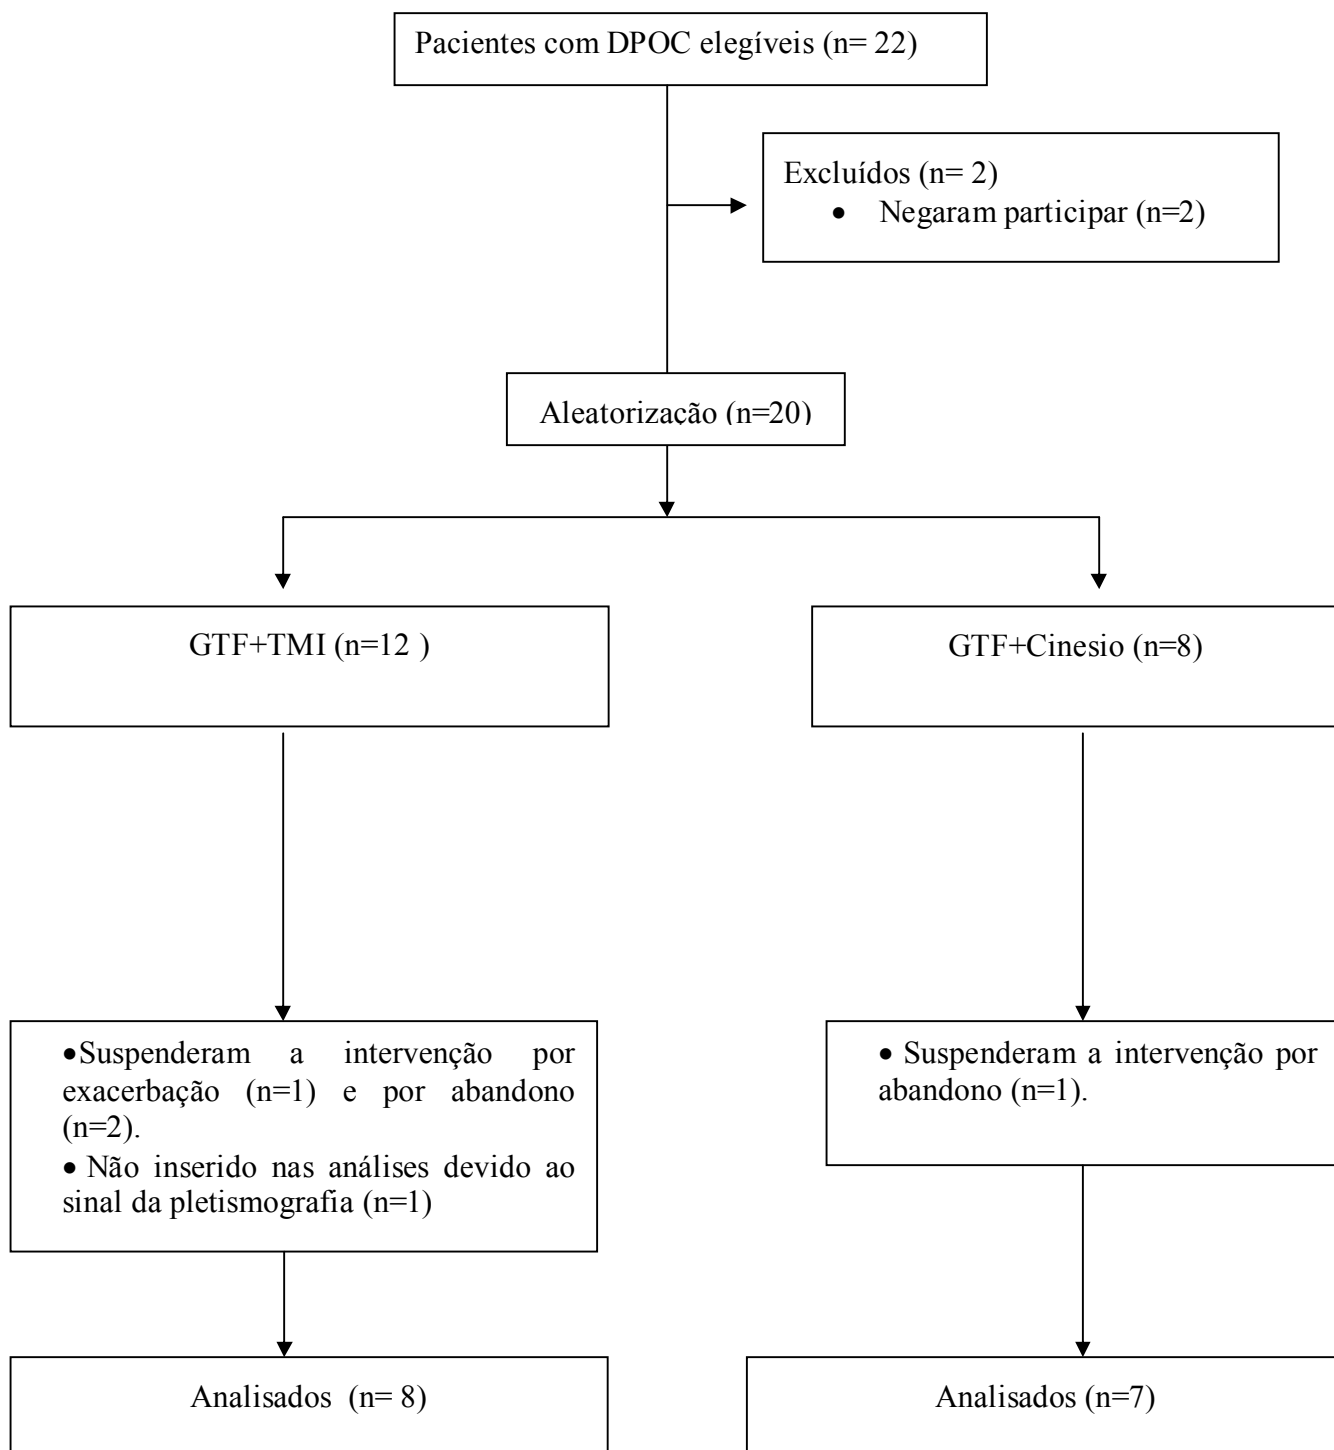 Pacientes com DPOC elegíveis (n= 22)
Excluídos (n= 2)
• Negaram participar (n=2)
Aleatorização (n=20)
GTF+TMI (n=12 )
GTF+Cinesio (n=8)
•Suspenderam a intervenção por
exacerbação (n=1) e por abandono
(n=2).
• Não inserido nas análises devido ao
sinal da pletismografia (n=1)
• Suspenderam a intervenção por
abandono (n=1).
Analisados (n= 8)
Analisados (n=7)